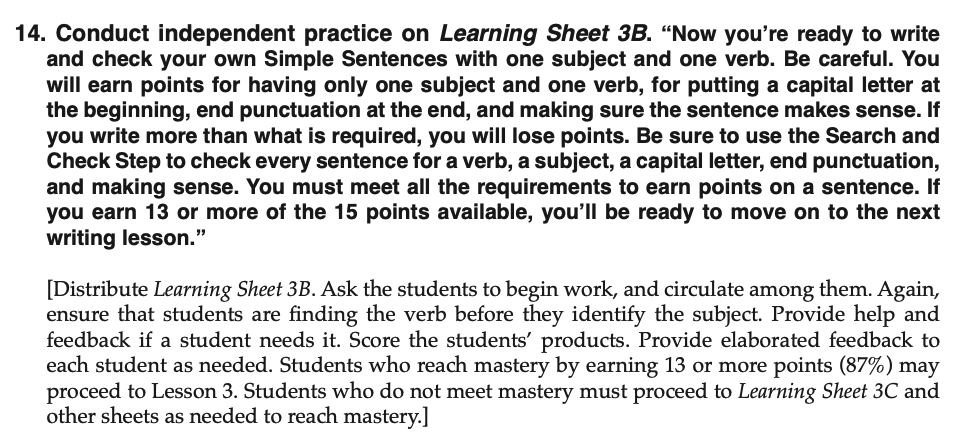 14. Conduct independent practice on Learning Sheet 3B. “Now you’re ready to write
and check your own Simple Sentences with one subject and one verb. Be careful. You
will earn points for having only one subject and one verb, for putting a capital letter at
the beginning, end punctuation at the end, and making sure the sentence makes sense. If
you write more than what is required, you will lose points. Be sure to use the Search and
Check Step to check every sentence for a verb, a subject, a capital letter, end punctuation,
and making sense. You must meet all the requirements to earn points on a sentence. If
you earn 13 or more of the 15 points available, you’ll be ready to move on to the next
writing lesson.”
[Distribute Learning Sheet 3B. Ask the students to begin work, and circulate among them. Again,
ensure that students are finding the verb before they identify the subject. Provide help and
feedback if a student needs it. Score the students’ products. Provide elaborated feedback to
each student as needed. Students who reach mastery by earning 13 or more points (87%) may
proceed to Lesson 3. Students who do not meet mastery must proceed to Learning Sheet 3C and
other sheets as needed to reach mastery.]